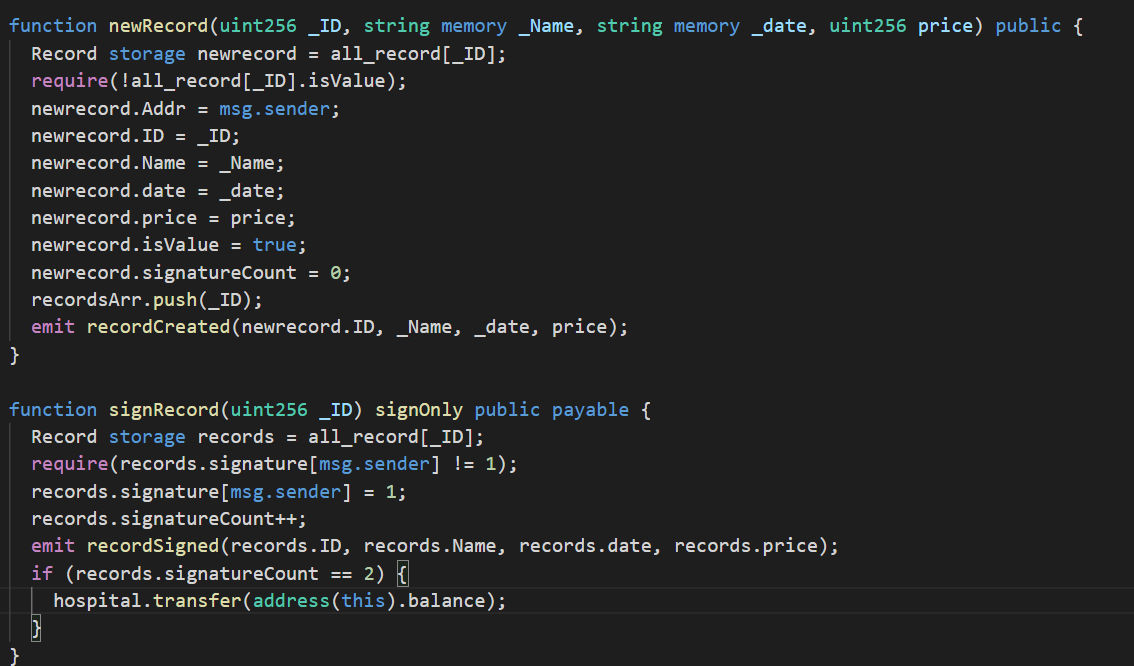 function newRecord(uint256 _ID, string memory _Name, string memory _date, uint256 price) public {
Record storage newrecord = all_record[_ID];
require(!all_record[_ID].isValue);
newrecord.Addr = msg.sender;
newrecord.ID = _ID;
newrecord.Name = _Name;
newrecord.date = _date;
newrecord.price = price;
newrecord.isValue = true;
newrecord.signatureCount = 0;
recordsArr.push(_ID);
emit recordCreated(newrecord.ID, _Name, _date, price);
}
function signRecord(uint256 _ID) signOnly public payable {
Record storage records = all_record[_ID];
require(records.signature[msg.sender] != 1);
records.signature[msg.sender] = 1;
records.signatureCount++;
emit recordSigned(records.ID, records.Name, records.date, records.price);
if (records.signatureCount == 2) {
hospital.transfer(address(this).balance);
}
}